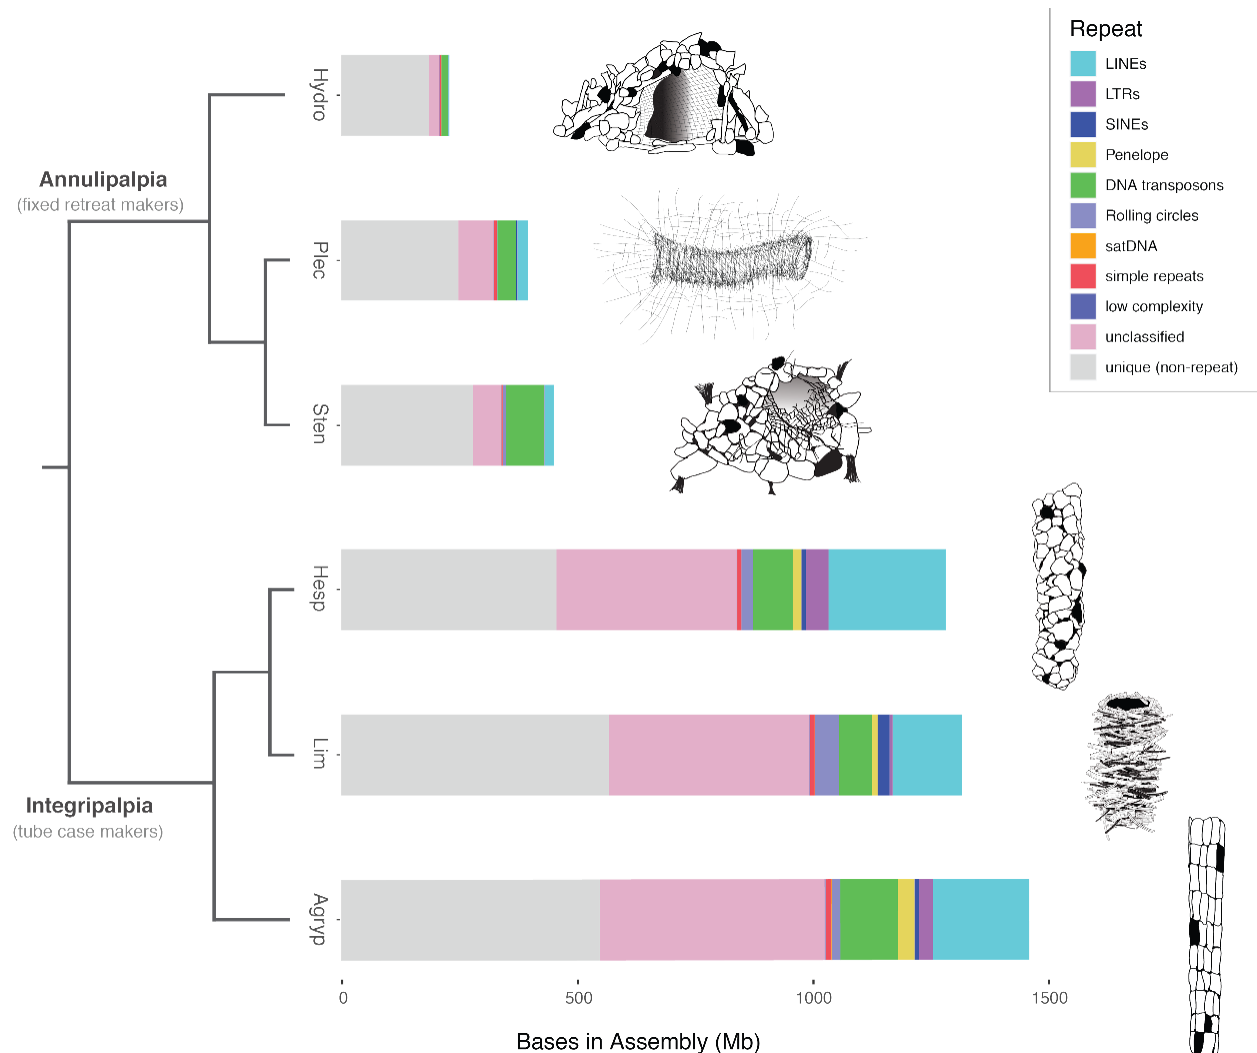 Repeat
LINEs
LTRs
SINEs
Penelope
DNA transposons
Rolling circles
satDNA
simple repeats
low complexity
unclassified
unique (non-repeat)
Hydro
Annulipalpia
(fixed retreat makers)
Plec
Sten
Hesp
Lim
Integripalpia
(tube case makers)
Agryp
0 500 1000 1500
Bases in Assembly (Mb)